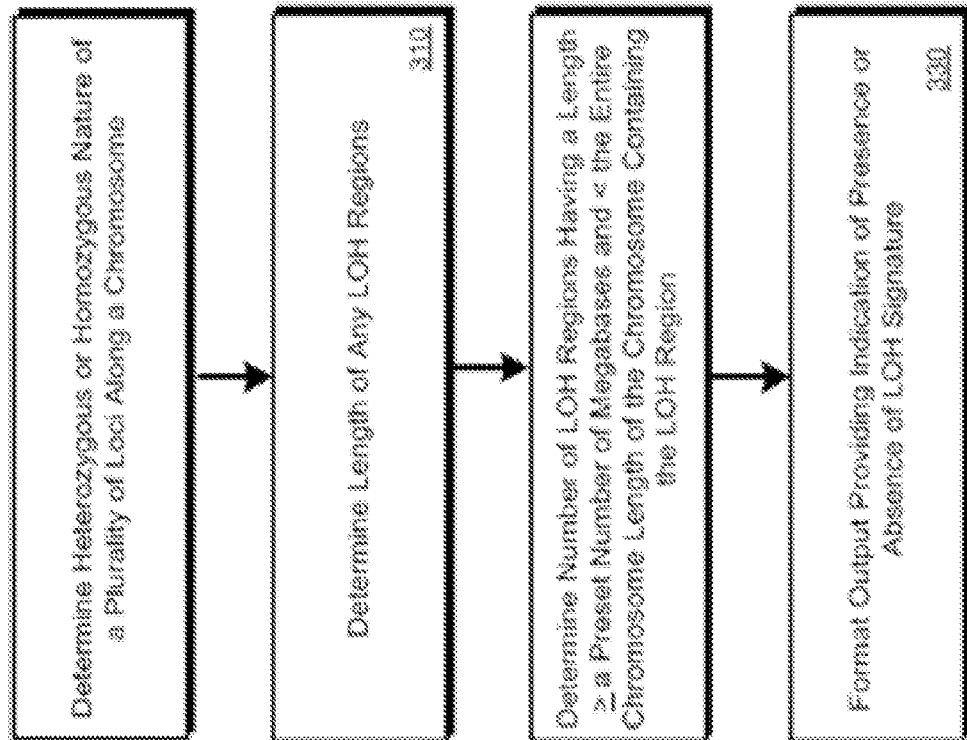 Determine Heterozygous or Homozygous Nature of
a Plurality of Loci Along a Chromosome
Determine Length of Any LOH Regions
310
Determine Number of LOH Regions Having a Length
≥ a Preset Number of Megabases and < the Entire
Chromosome Length of the Chromosome Containing
the LOH Region
Format Output Providing Indication of Presence or
Absence of LOH Signature
330